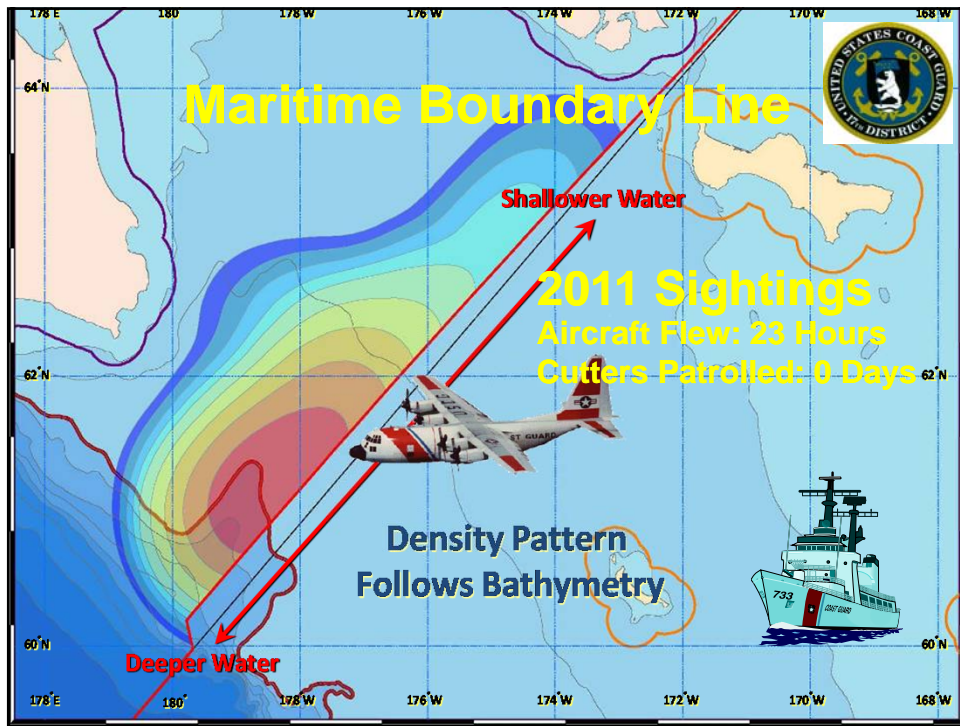 178˚E 180˚ 178˚W 176˚W 174˚W 172˚W 170˚W 168˚W
UNITED STATES COAST GUARD
17TH DISTRICT
64˚N
Maritime Boundary Line
Shallower Water
2011 Sightings
Aircraft Flew: 23 Hours
Cutters Patrolled: 0 Days
62˚N 62˚N
ST GUARD
Density Pattern
Follows Bathymetry
733
COAST GUARD
60˚N 60˚N
Deeper Water
178˚E 180˚ 178˚W 176˚W 174˚W 172˚W 170˚W 168˚W